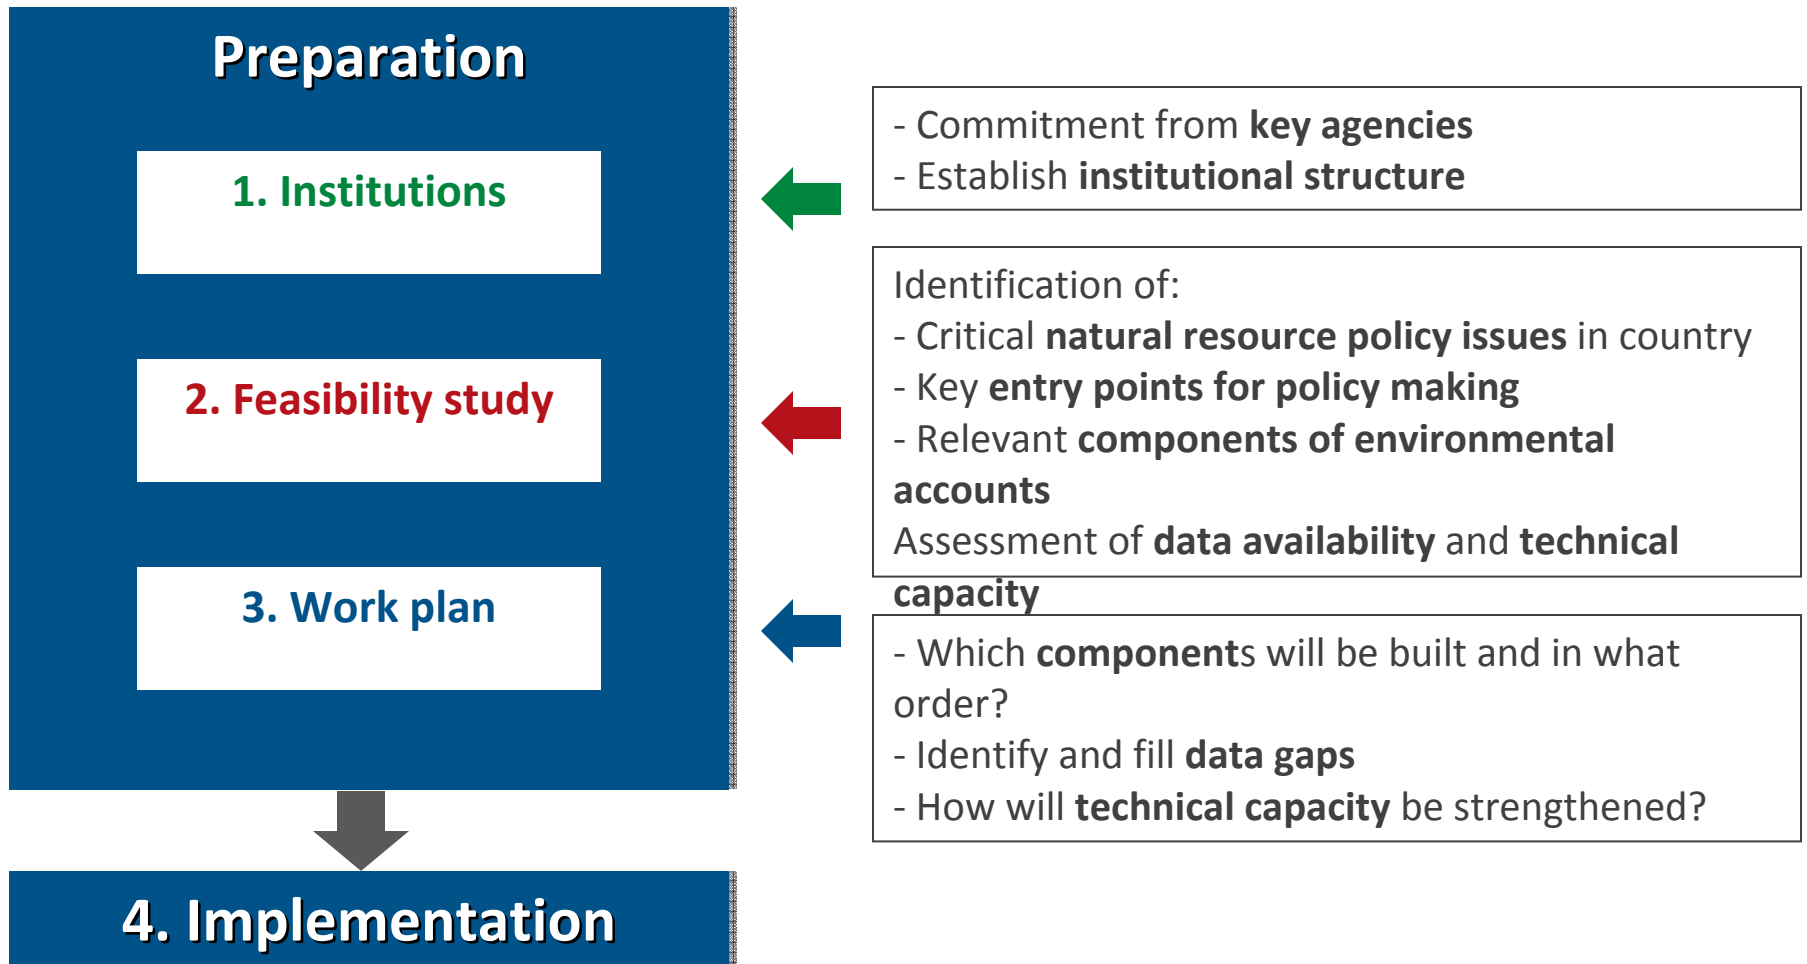 Preparation
1. Institutions
- Commitment from key agencies
- Establish institutional structure
2. Feasibility study
Identification of:
- Critical natural resource policy issues in country
- Key entry points for policy making
- Relevant components of environmental
accounts
Assessment of data availability and technical
capacity
3. Work plan
- Which components will be built and in what
order?
- Identify and fill data gaps
- How will technical capacity be strengthened?
4. Implementation